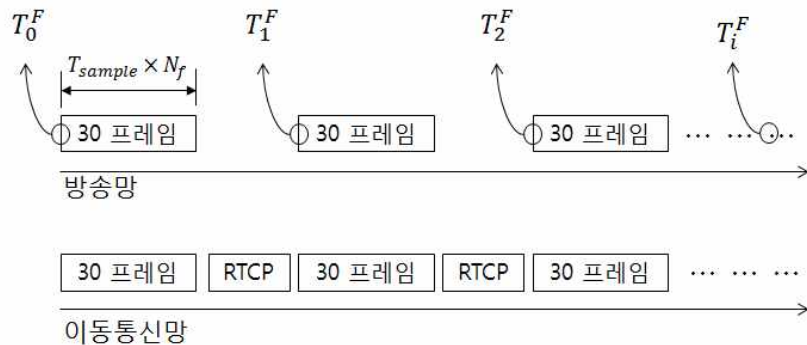 T_0^F T_1^F T_2^F T_i^F
T_sample × N_f
30 프레임 30 프레임 30 프레임 … … …
방송망
30 프레임 RTCP 30 프레임 RTCP 30 프레임 … … …
이동통신망